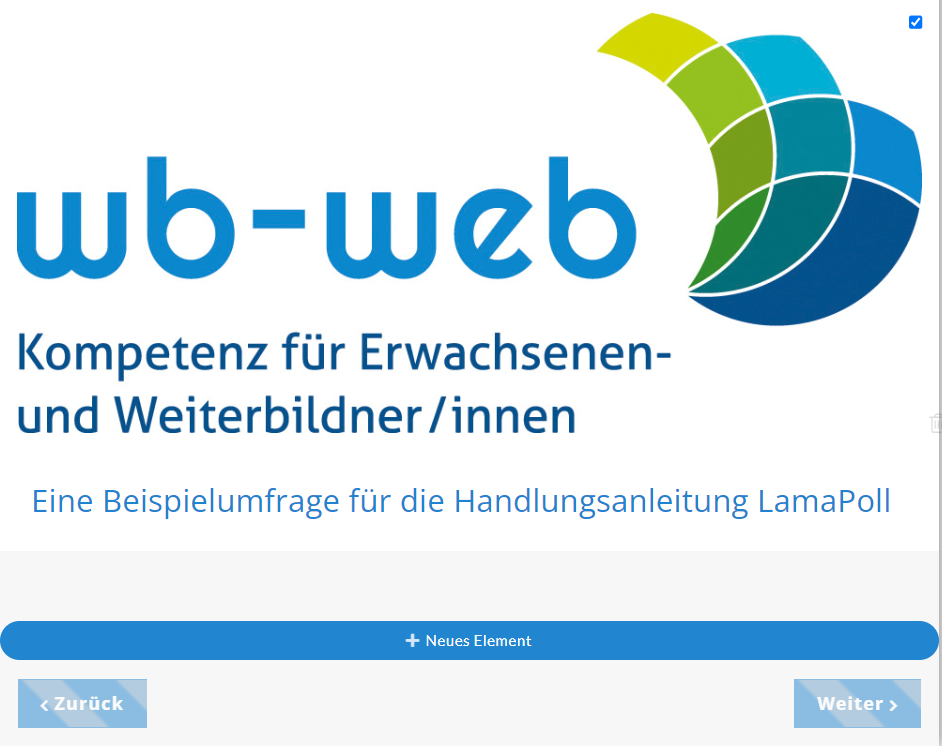 wb-web
Kompetenz für Erwachsenen-
und Weiterbildner/innen
Eine Beispielumfrage für die Handlungsanleitung LamaPoll
+ Neues Element
‹ Zurück
Weiter ›